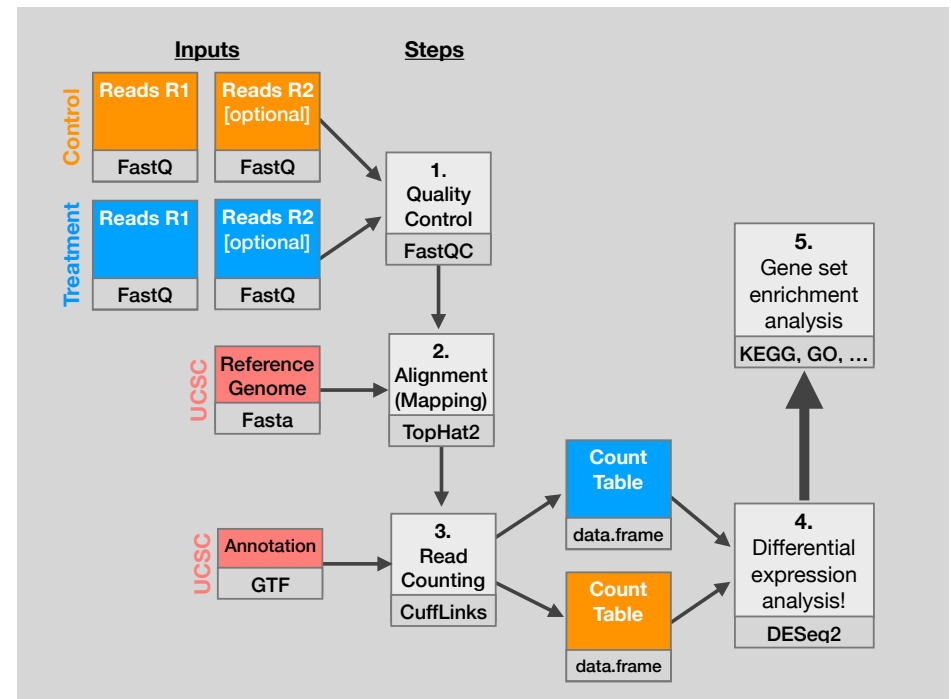 Inputs
Steps
Control
Reads R1
FastQ
Reads R2
[optional]
FastQ
Treatment
Reads R1
FastQ
Reads R2
[optional]
FastQ
1.
Quality
Control
FastQC
UCSC
Reference
Genome
Fasta
2.
Alignment
(Mapping)
TopHat2
UCSC
Annotation
GTF
3.
Read
Counting
CuffLinks
Count
Table
data.frame
Count
Table
data.frame
4.
Differential
expression
analysis!
DESeq2
5.
Gene set
enrichment
analysis
KEGG, GO, …